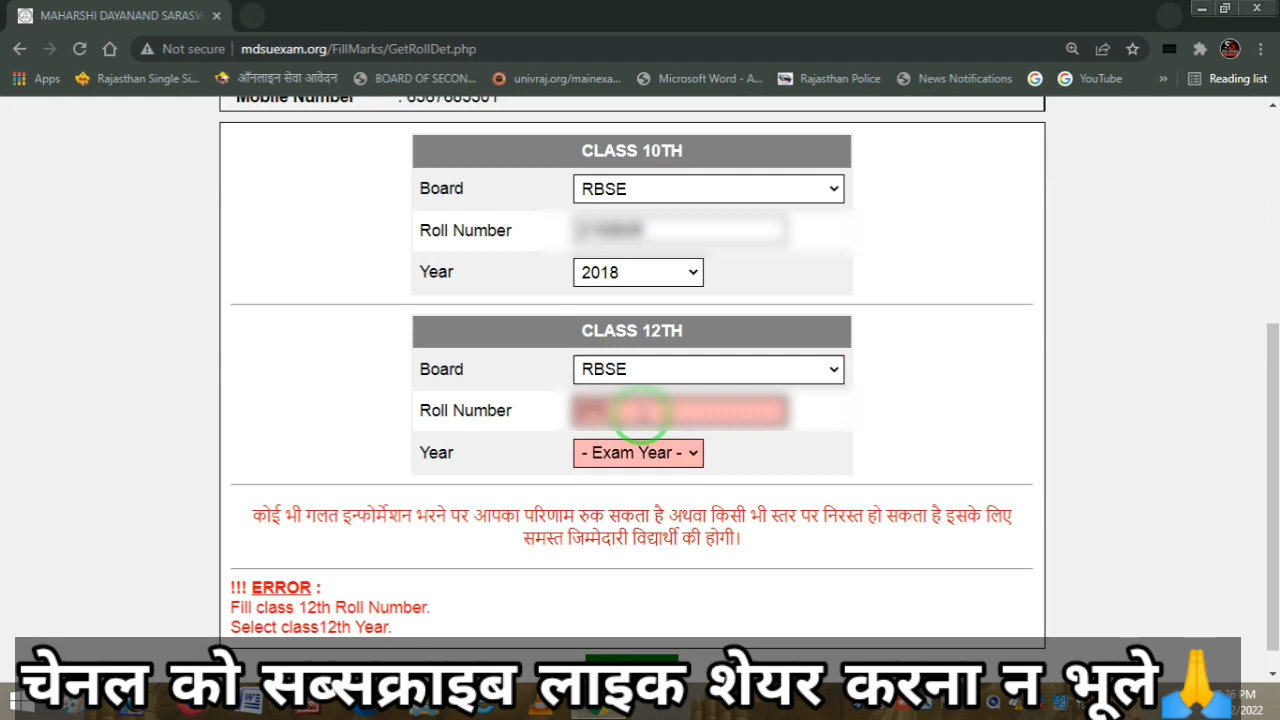 MAHARSHI DAYANAND SARASW
Not secure mdsuexam.org/FillMarks/GetRollDet.php
Apps Rajasthan Single Si... ऑनलाइन सेवा आवेदन BOARD OF SECON... univraj.org/mainexa... Microsoft Word - A... Rajasthan Police News Notifications YouTube » Reading list
Mobile Number :
CLASS 10TH
Board RBSE
Roll Number
Year 2018
CLASS 12TH
Board RBSE
Roll Number
Year - Exam Year -
कोई भी गलत इन्फोर्मेशन भरने पर आपका परिणाम रुक सकता है अथवा किसी भी स्तर पर निरस्त हो सकता है इसके लिए
समस्त जिम्मेदारी विद्यार्थी की होगी।
!!! ERROR :
Fill class 12th Roll Number.
Select class12th Year.
चेनल को सब्सक्राइब लाइक शेयर करना न भूले🙏